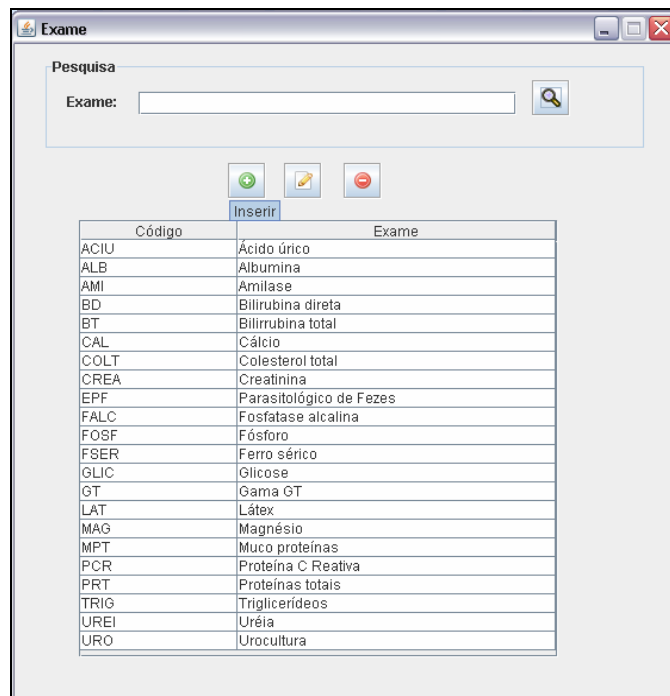 Exame
Pesquisa
Exame:
Inserir
Código Exame
ACIU Ácido úrico
ALB Albumina
AMI Amilase
BD Bilirubina direta
BT Bilirrubina total
CAL Cálcio
COLT Colesterol total
CREA Creatinina
EPF Parasitológico de Fezes
FALC Fosfatase alcalina
FOSF Fósforo
FSER Ferro sérico
GLIC Glicose
GT Gama GT
LAT Látex
MAG Magnésio
MPT Muco proteínas
PCR Proteína C Reativa
PRT Proteínas totais
TRIG Triglicerídeos
UREI Uréia
URO Urocultura